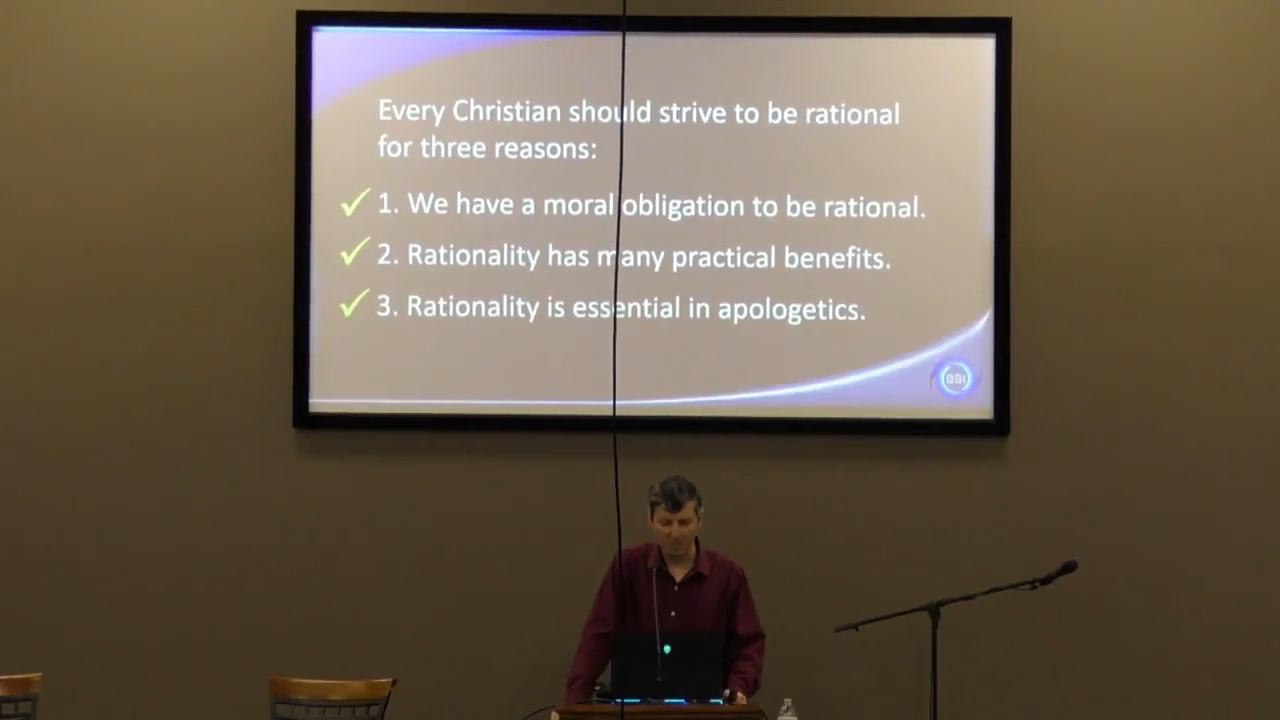 Every Christian should strive to be rational
for three reasons:
✓ 1. We have a moral obligation to be rational.
✓ 2. Rationality has many practical benefits.
✓ 3. Rationality is essential in apologetics.
BSI